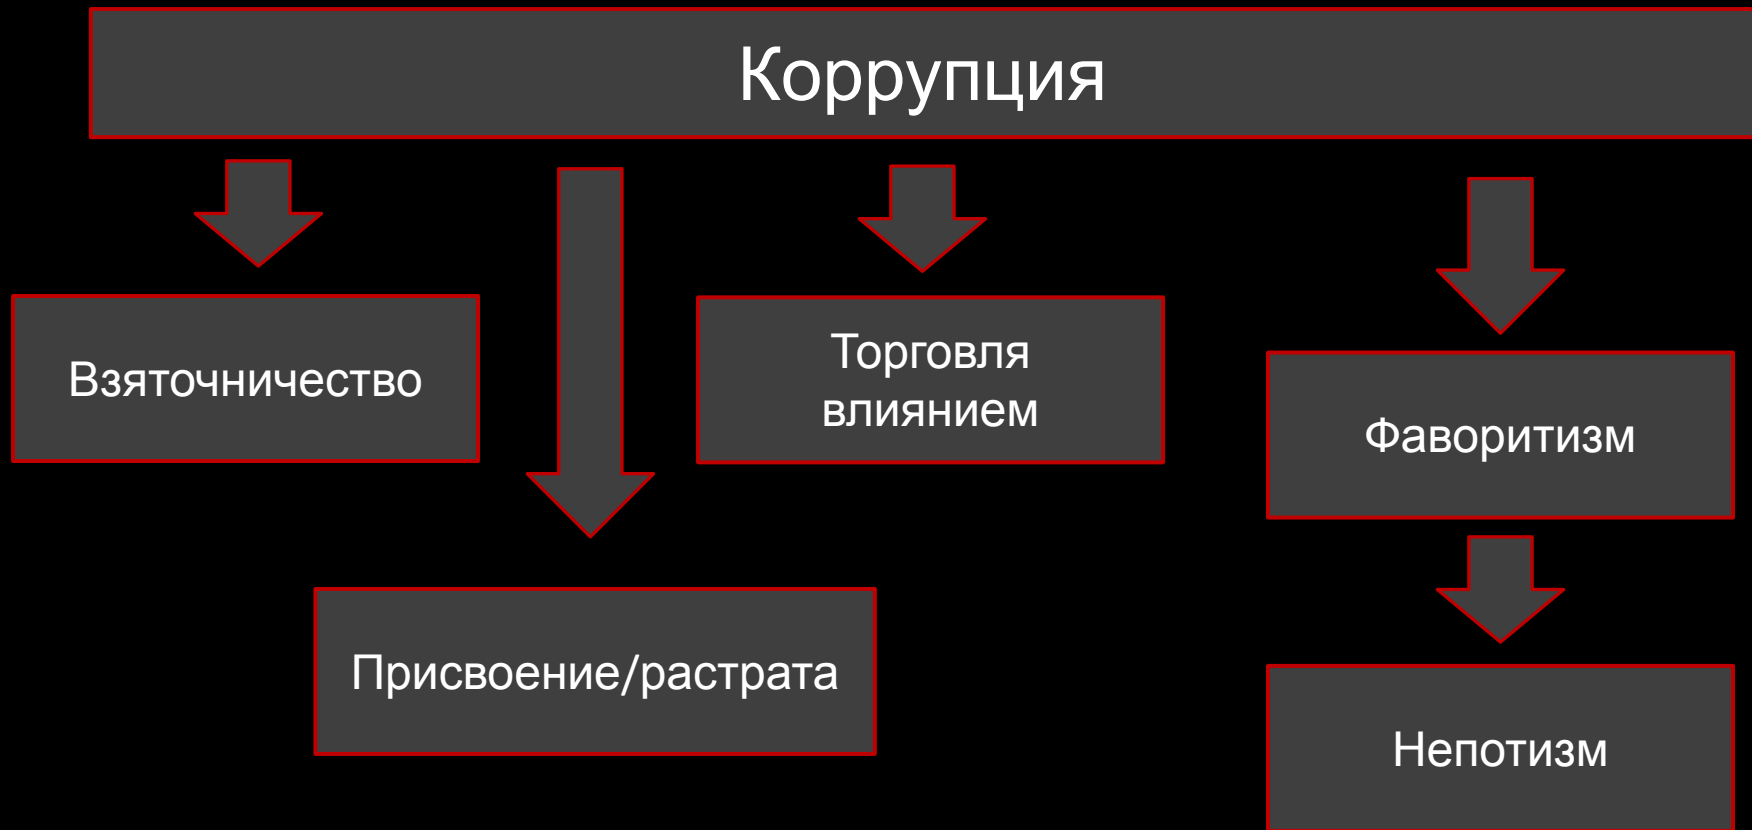 Коррупция
Взяточничество
Торговля
влиянием
Фаворитизм
Присвоение/растрата
Непотизм